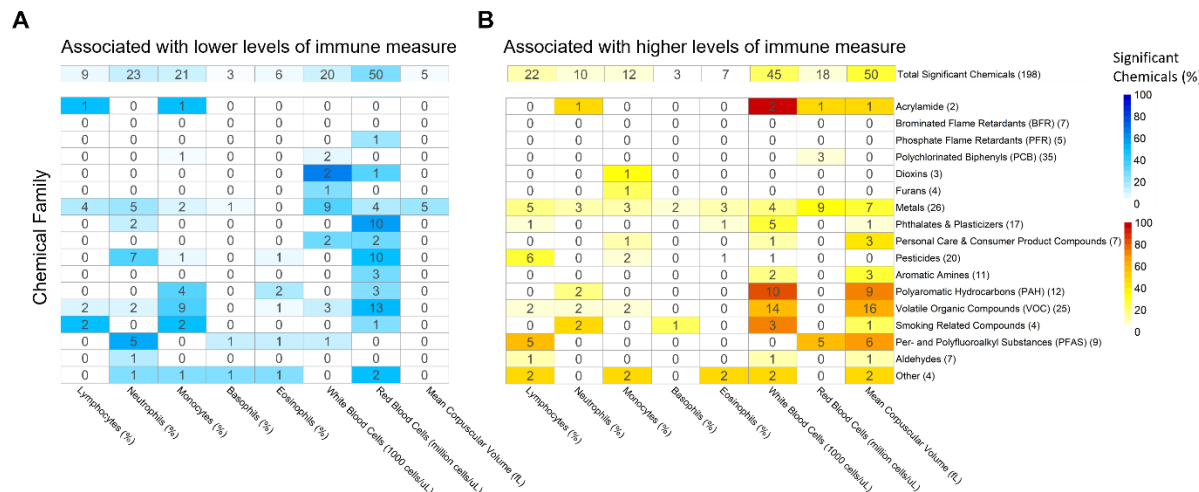 A
B
Associated with lower levels of immune measure
Associated with higher levels of immune measure
9 23 21 3 6 20 50 5
22 10 12 3 7 45 18 50 Total Significant Chemicals (198)
1 0 1 0 0 0 0 0
0 1 0 0 0 2 1 1 Acrylamide (2)
0 0 0 0 0 0 0 0
0 0 0 0 0 0 0 0 Brominated Flame Retardants (BFR) (7)
0 0 0 0 0 0 1 0
0 0 0 0 0 0 0 0 Phosphate Flame Retardants (PFR) (5)
0 0 1 0 0 2 0 0
0 0 0 0 0 0 3 0 Polychlorinated Biphenyls (PCB) (35)
0 0 0 0 0 2 1 0
0 0 1 0 0 0 0 0 Dioxins (3)
0 0 0 0 0 1 0 0
0 0 1 0 0 0 0 0 Furans (4)
4 5 2 1 0 9 4 5
5 3 3 2 3 4 9 7 Metals (26)
0 2 0 0 0 0 10 0
1 0 0 0 1 5 0 1 Phthalates & Plasticizers (17)
0 0 0 0 0 2 2 0
0 0 1 0 0 1 0 3 Personal Care & Consumer Product Compounds (7)
0 7 1 0 1 0 10 0
6 0 2 0 1 1 0 0 Pesticides (20)
0 0 0 0 0 0 3 0
0 0 0 0 0 2 0 3 Aromatic Amines (11)
0 0 4 0 2 0 3 0
0 2 0 0 0 10 0 9 Polyaromatic Hydrocarbons (PAH) (12)
2 2 9 0 1 3 13 0
2 2 2 0 0 14 0 16 Volatile Organic Compounds (VOC) (25)
2 0 2 0 0 0 1 0
0 2 0 1 0 3 0 1 Smoking Related Compounds (4)
0 5 0 1 1 1 0 0
5 0 0 0 0 0 5 6 Per- and Polyfluoroalkyl Substances (PFAS) (9)
0 1 0 0 0 0 0 0
1 0 0 0 0 1 0 1 Aldehydes (7)
0 1 1 1 1 0 2 0
2 0 2 0 2 2 0 2 Other (4)
Chemical Family
Lymphocytes (%)
Neutrophils (%)
Monocytes (%)
Basophils (%)
Eosinophils (%)
White Blood Cells (1000 cells/uL)
Red Blood Cells (million cells/uL)
Mean Corpuscular Volume (fL)
Lymphocytes (%)
Neutrophils (%)
Monocytes (%)
Basophils (%)
Eosinophils (%)
White Blood Cells (1000 cells/uL)
Red Blood Cells (million cells/uL)
Mean Corpuscular Volume (fL)
Significant
Chemicals (%)
100
80
60
40
20
0
100
80
60
40
20
0